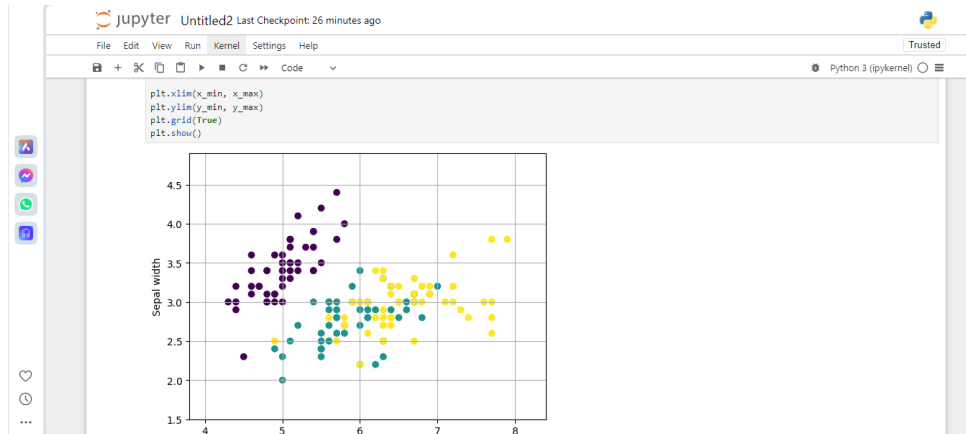 jupyter Untitled2 Last Checkpoint: 26 minutes ago
File Edit View Run Kernel Settings Help
Trusted
Code
Python 3 (ipykernel)
plt.xlim(x_min, x_max)
plt.ylim(y_min, y_max)
plt.grid(True)
plt.show()
4.5
4.0
3.5
3.0
2.5
2.0
1.5
Sepal width
4 5 6 7 8